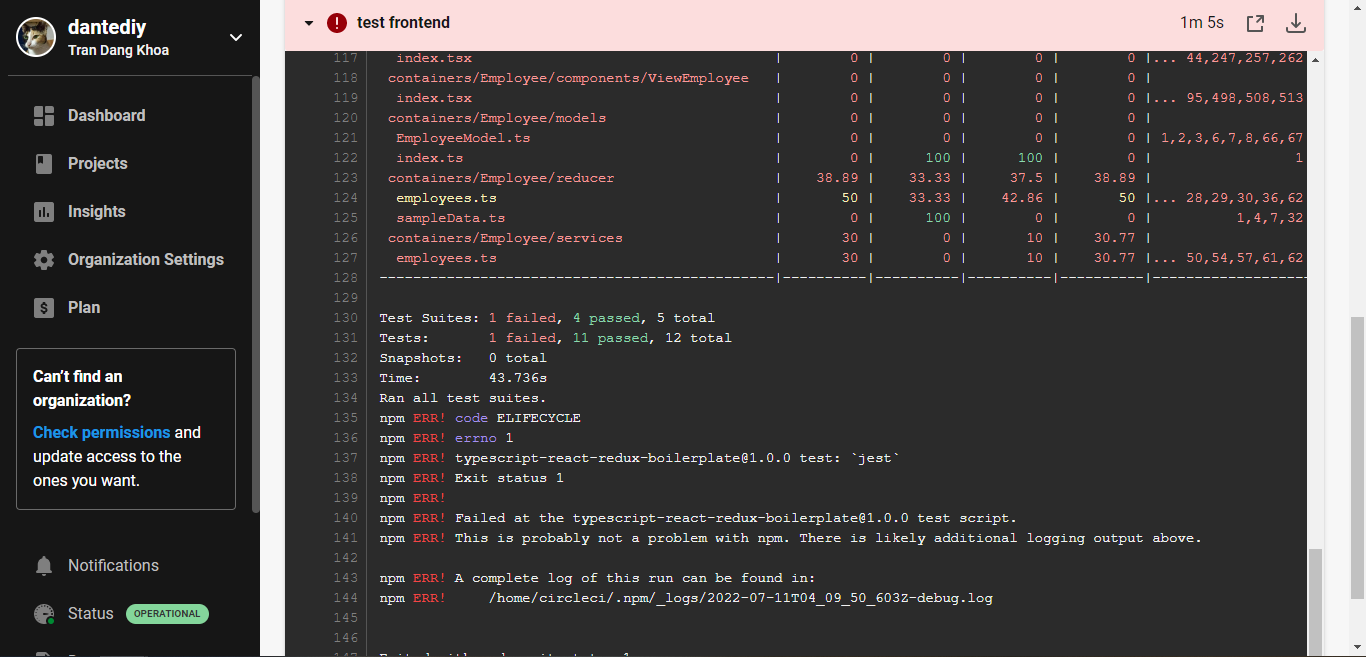 dantediy
Tran Dang Khoa
Dashboard
Projects
Insights
Organization Settings
$ Plan
Can't find an
organization?
Check permissions and
update access to the
ones you want.
Notifications
Status OPERATIONAL
! test frontend 1m 5s
117 index.tsx | 0 | 0 | 0 | 0 |... 44,247,257,262
118 containers/Employee/components/ViewEmployee | 0 | 0 | 0 | 0 |
119 index.tsx | 0 | 0 | 0 | 0 |... 95,498,508,513
120 containers/Employee/models | 0 | 0 | 0 | 0 |
121 EmployeeModel.ts | 0 | 0 | 0 | 0 | 1,2,3,6,7,8,66,67
122 index.ts | 0 | 100 | 100 | 0 | 1
123 containers/Employee/reducer | 38.89 | 33.33 | 37.5 | 38.89 |
124 employees.ts | 50 | 33.33 | 42.86 | 50 |... 28,29,30,36,62
125 sampleData.ts | 0 | 100 | 0 | 0 | 1,4,7,32
126 containers/Employee/services | 30 | 0 | 10 | 30.77 |
127 employees.ts | 30 | 0 | 10 | 30.77 |... 50,54,57,61,62
128 -----------------------------------------------|----------|----------|----------|----------|-------------------
129
130 Test Suites: 1 failed, 4 passed, 5 total
131 Tests: 1 failed, 11 passed, 12 total
132 Snapshots: 0 total
133 Time: 43.736s
134 Ran all test suites.
135 npm ERR! code ELIFECYCLE
136 npm ERR! errno 1
137 npm ERR! typescript-react-redux-boilerplate@1.0.0 test: `jest`
138 npm ERR! Exit status 1
139 npm ERR!
140 npm ERR! Failed at the typescript-react-redux-boilerplate@1.0.0 test script.
141 npm ERR! This is probably not a problem with npm. There is likely additional logging output above.
142
143 npm ERR! A complete log of this run can be found in:
144 npm ERR! /home/circleci/.npm/_logs/2022-07-11T04_09_50_603Z-debug.log
145
146